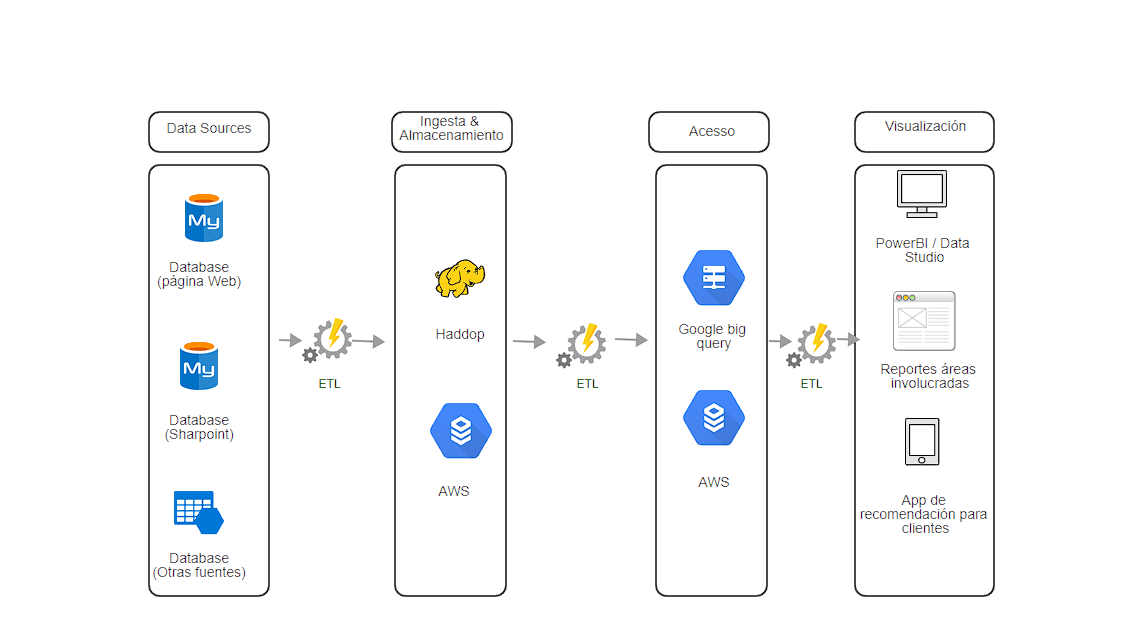 Data Sources
Ingesta &
Almacenamiento
Acesso
Visualización
My
Database
(página Web)
My
Database
(Sharpoint)
Database
(Otras fuentes)
ETL
Haddop
AWS
ETL
Google big
query
AWS
ETL
PowerBI / Data
Studio
Reportes áreas
involucradas
App de
recomendación para
clientes